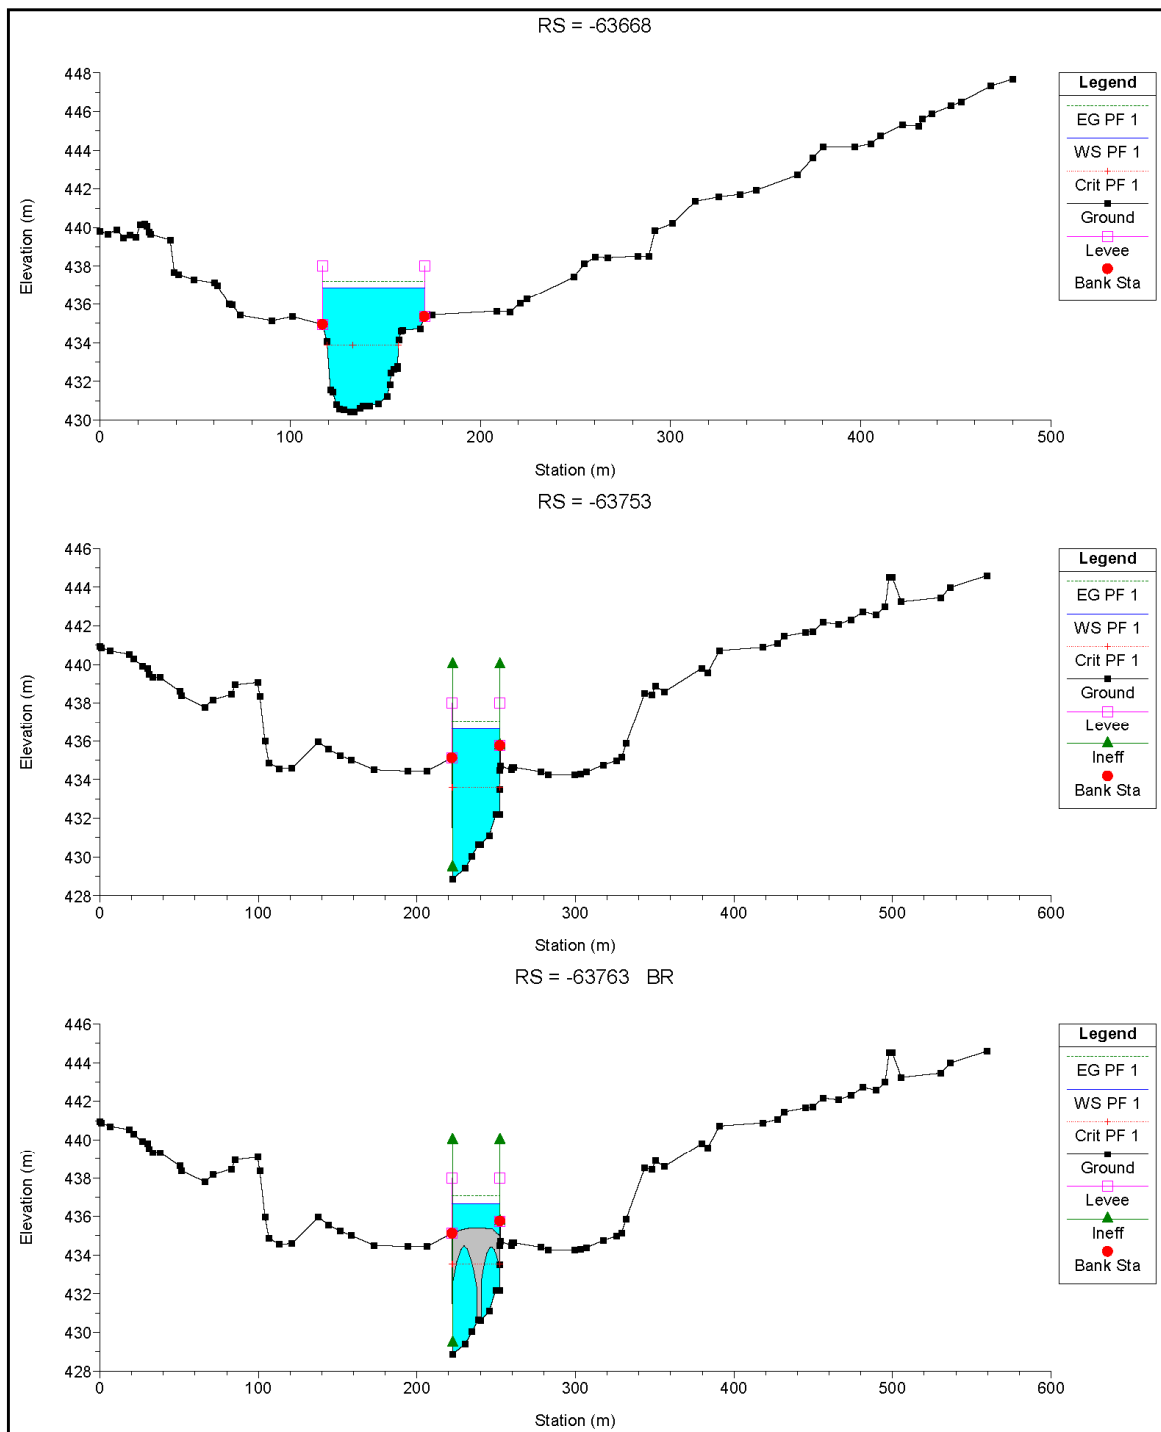 RS = -63668
448
446
444
442
440
438
436
434
432
430
Elevation (m)
0
100
200
300
400
500
Station (m)
Legend
EG PF 1
WS PF 1
Crit PF 1
Ground
Levee
Bank Sta
RS = -63753
446
444
442
440
438
436
434
432
430
428
Elevation (m)
0
100
200
300
400
500
600
Station (m)
Legend
EG PF 1
WS PF 1
Crit PF 1
Ground
Levee
Ineff
Bank Sta
RS = -63763 BR
446
444
442
440
438
436
434
432
430
428
Elevation (m)
0
100
200
300
400
500
600
Station (m)
Legend
EG PF 1
WS PF 1
Crit PF 1
Ground
Levee
Ineff
Bank Sta